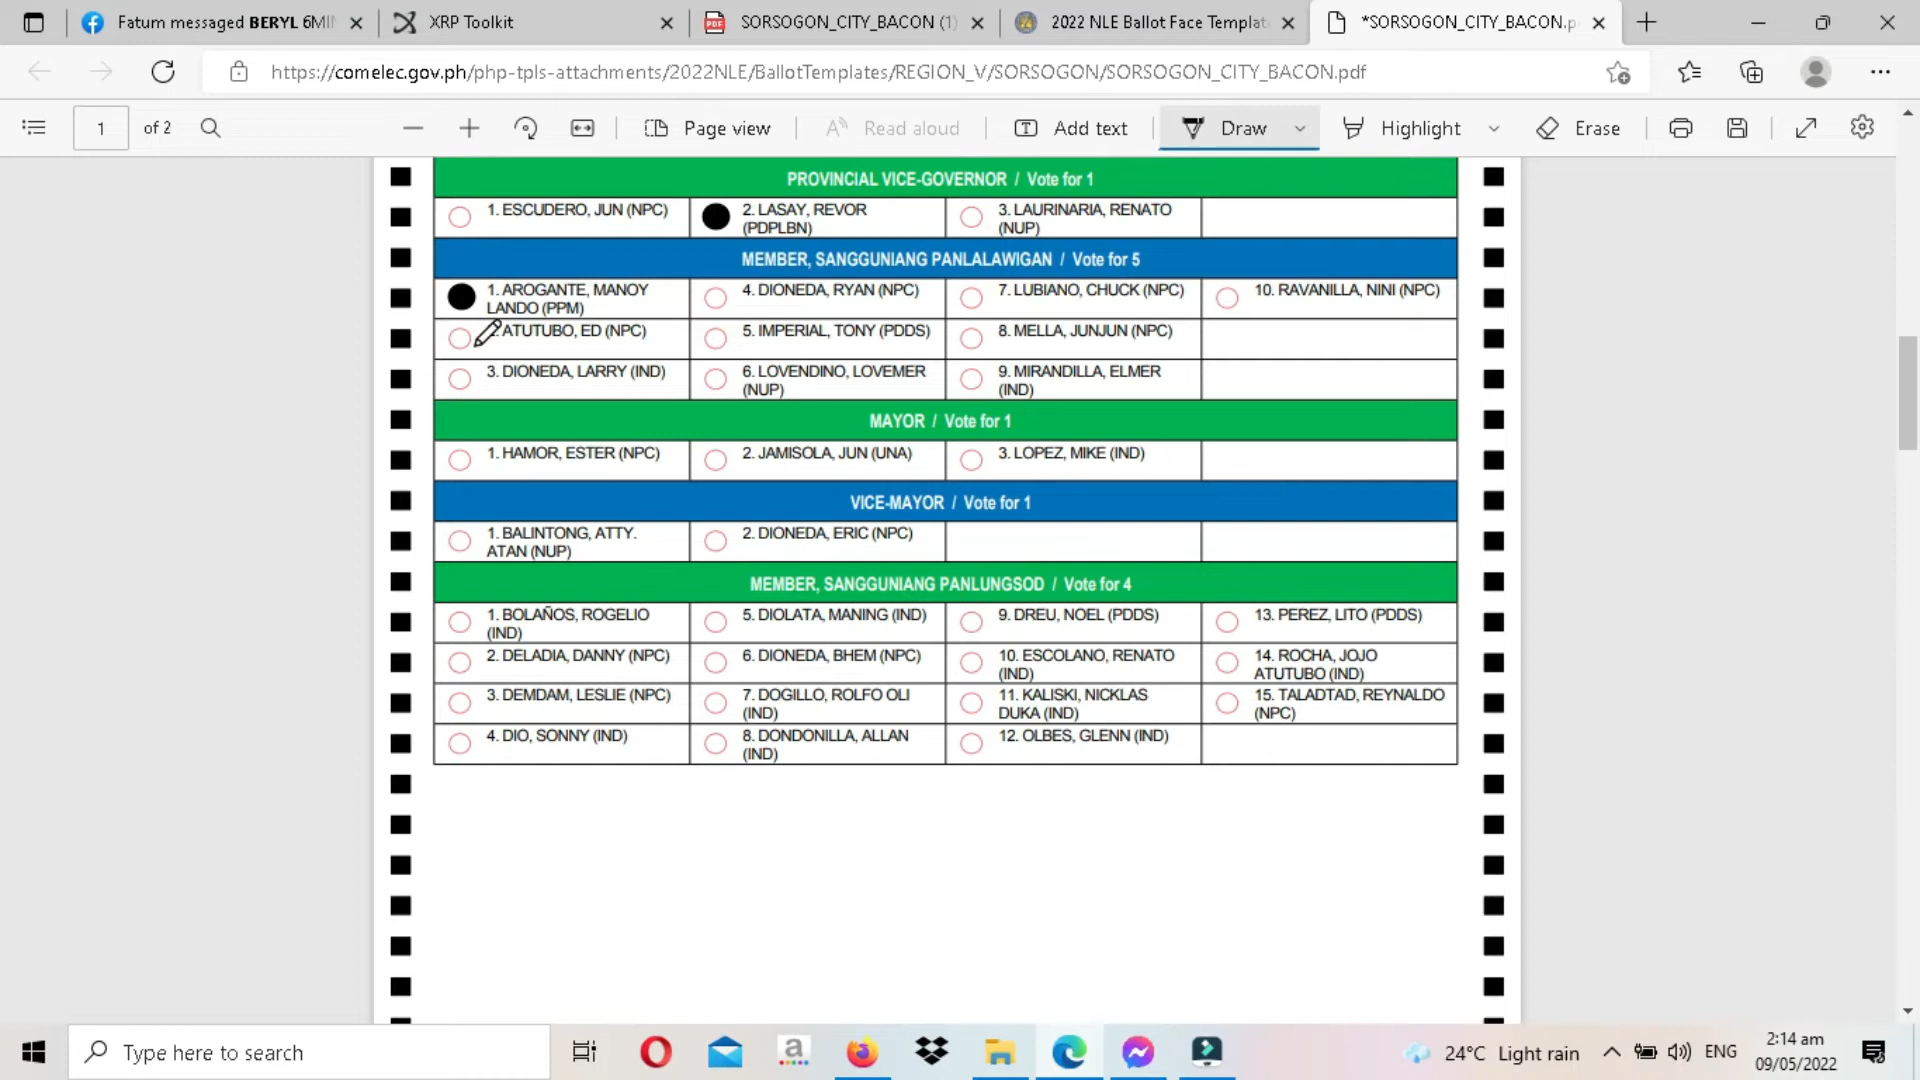 Fatum messaged BERYL 6MI
XRP Toolkit
SORSOGON_CITY_BACON (1)
2022 NLE Ballot Face Templat
*SORSOGON_CITY_BACON.p
https://comelec.gov.ph/php-tpls-attachments/2022NLE/BallotTemplates/REGION_V/SORSOGON/SORSOGON_CITY_BACON.pdf
1 of 2
Page view
Read aloud
Add text
Draw
Highlight
Erase
PROVINCIAL VICE-GOVERNOR / Vote for 1
1. ESCUDERO, JUN (NPC)
2. LASAY, REVOR
(PDPLBN)
3. LAURINARIA, RENATO
(NUP)
MEMBER, SANGGUNIANG PANLALAWIGAN / Vote for 5
1. AROGANTE, MANOY
LANDO (PPM)
4. DIONEDA, RYAN (NPC)
7. LUBIANO, CHUCK (NPC)
10. RAVANILLA, NINI (NPC)
ATUTUBO, ED (NPC)
5. IMPERIAL, TONY (PDDS)
8. MELLA, JUNJUN (NPC)
3. DIONEDA, LARRY (IND)
6. LOVENDINO, LOVEMER
(NUP)
9. MIRANDILLA, ELMER
(IND)
MAYOR / Vote for 1
1. HAMOR, ESTER (NPC)
2. JAMISOLA, JUN (UNA)
3. LOPEZ, MIKE (IND)
VICE-MAYOR / Vote for 1
1. BALINTONG, ATTY.
ATAN (NUP)
2. DIONEDA, ERIC (NPC)
MEMBER, SANGGUNIANG PANLUNGSOD / Vote for 4
1. BOLAÑOS, ROGELIO
(IND)
5. DIOLATA, MANING (IND)
9. DREU, NOEL (PDDS)
13. PEREZ, LITO (PDDS)
2. DELADIA, DANNY (NPC)
6. DIONEDA, BHEM (NPC)
10. ESCOLANO, RENATO
(IND)
14. ROCHA, JOJO
ATUTUBO (IND)
3. DEMDAM, LESLIE (NPC)
7. DOGILLO, ROLFO OLI
(IND)
11. KALISKI, NICKLAS
DUKA (IND)
15. TALADTAD, REYNALDO
(NPC)
4. DIO, SONNY (IND)
8. DONDONILLA, ALLAN
(IND)
12. OLBES, GLENN (IND)
Type here to search
24°C Light rain
ENG
2:14 am
09/05/2022